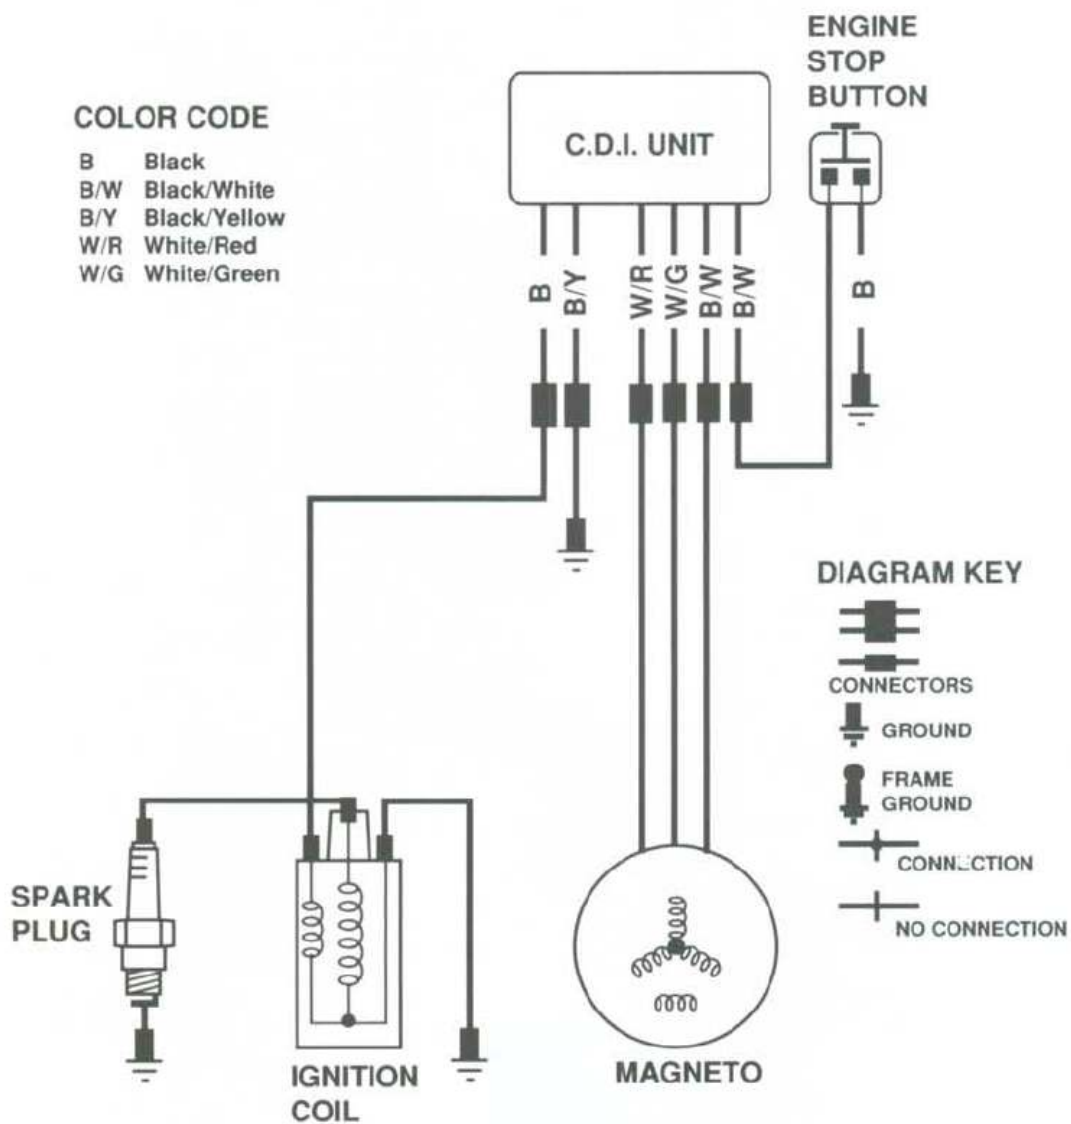 ENGINE
STOP
BUTTON
COLOR CODE
B Black
B/W Black/White
B/Y Black/Yellow
W/R White/Red
W/G White/Green
C.D.I. UNIT
B
B/Y
W/R
W/G
B/W
B/W
B
DIAGRAM KEY
CONNECTORS
GROUND
FRAME
GROUND
CONNECTION
NO CONNECTION
SPARK
PLUG
IGNITION
COIL
MAGNETO